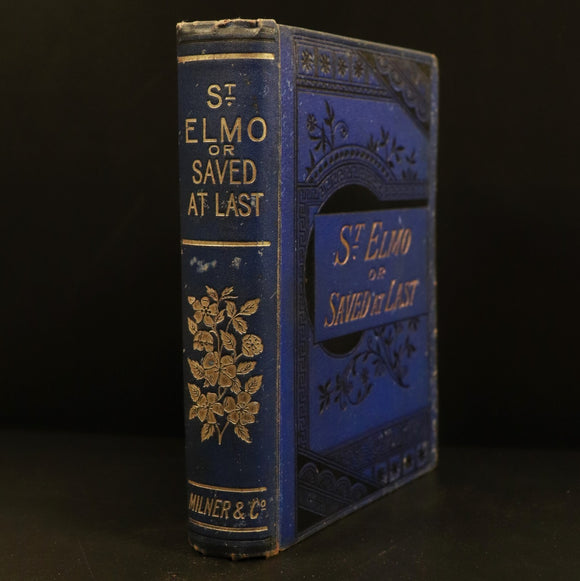 ST
ELMO
OR
SAVED
AT LAST
MILNER & Co
ST ELMO
OR
SAVED AT LAST